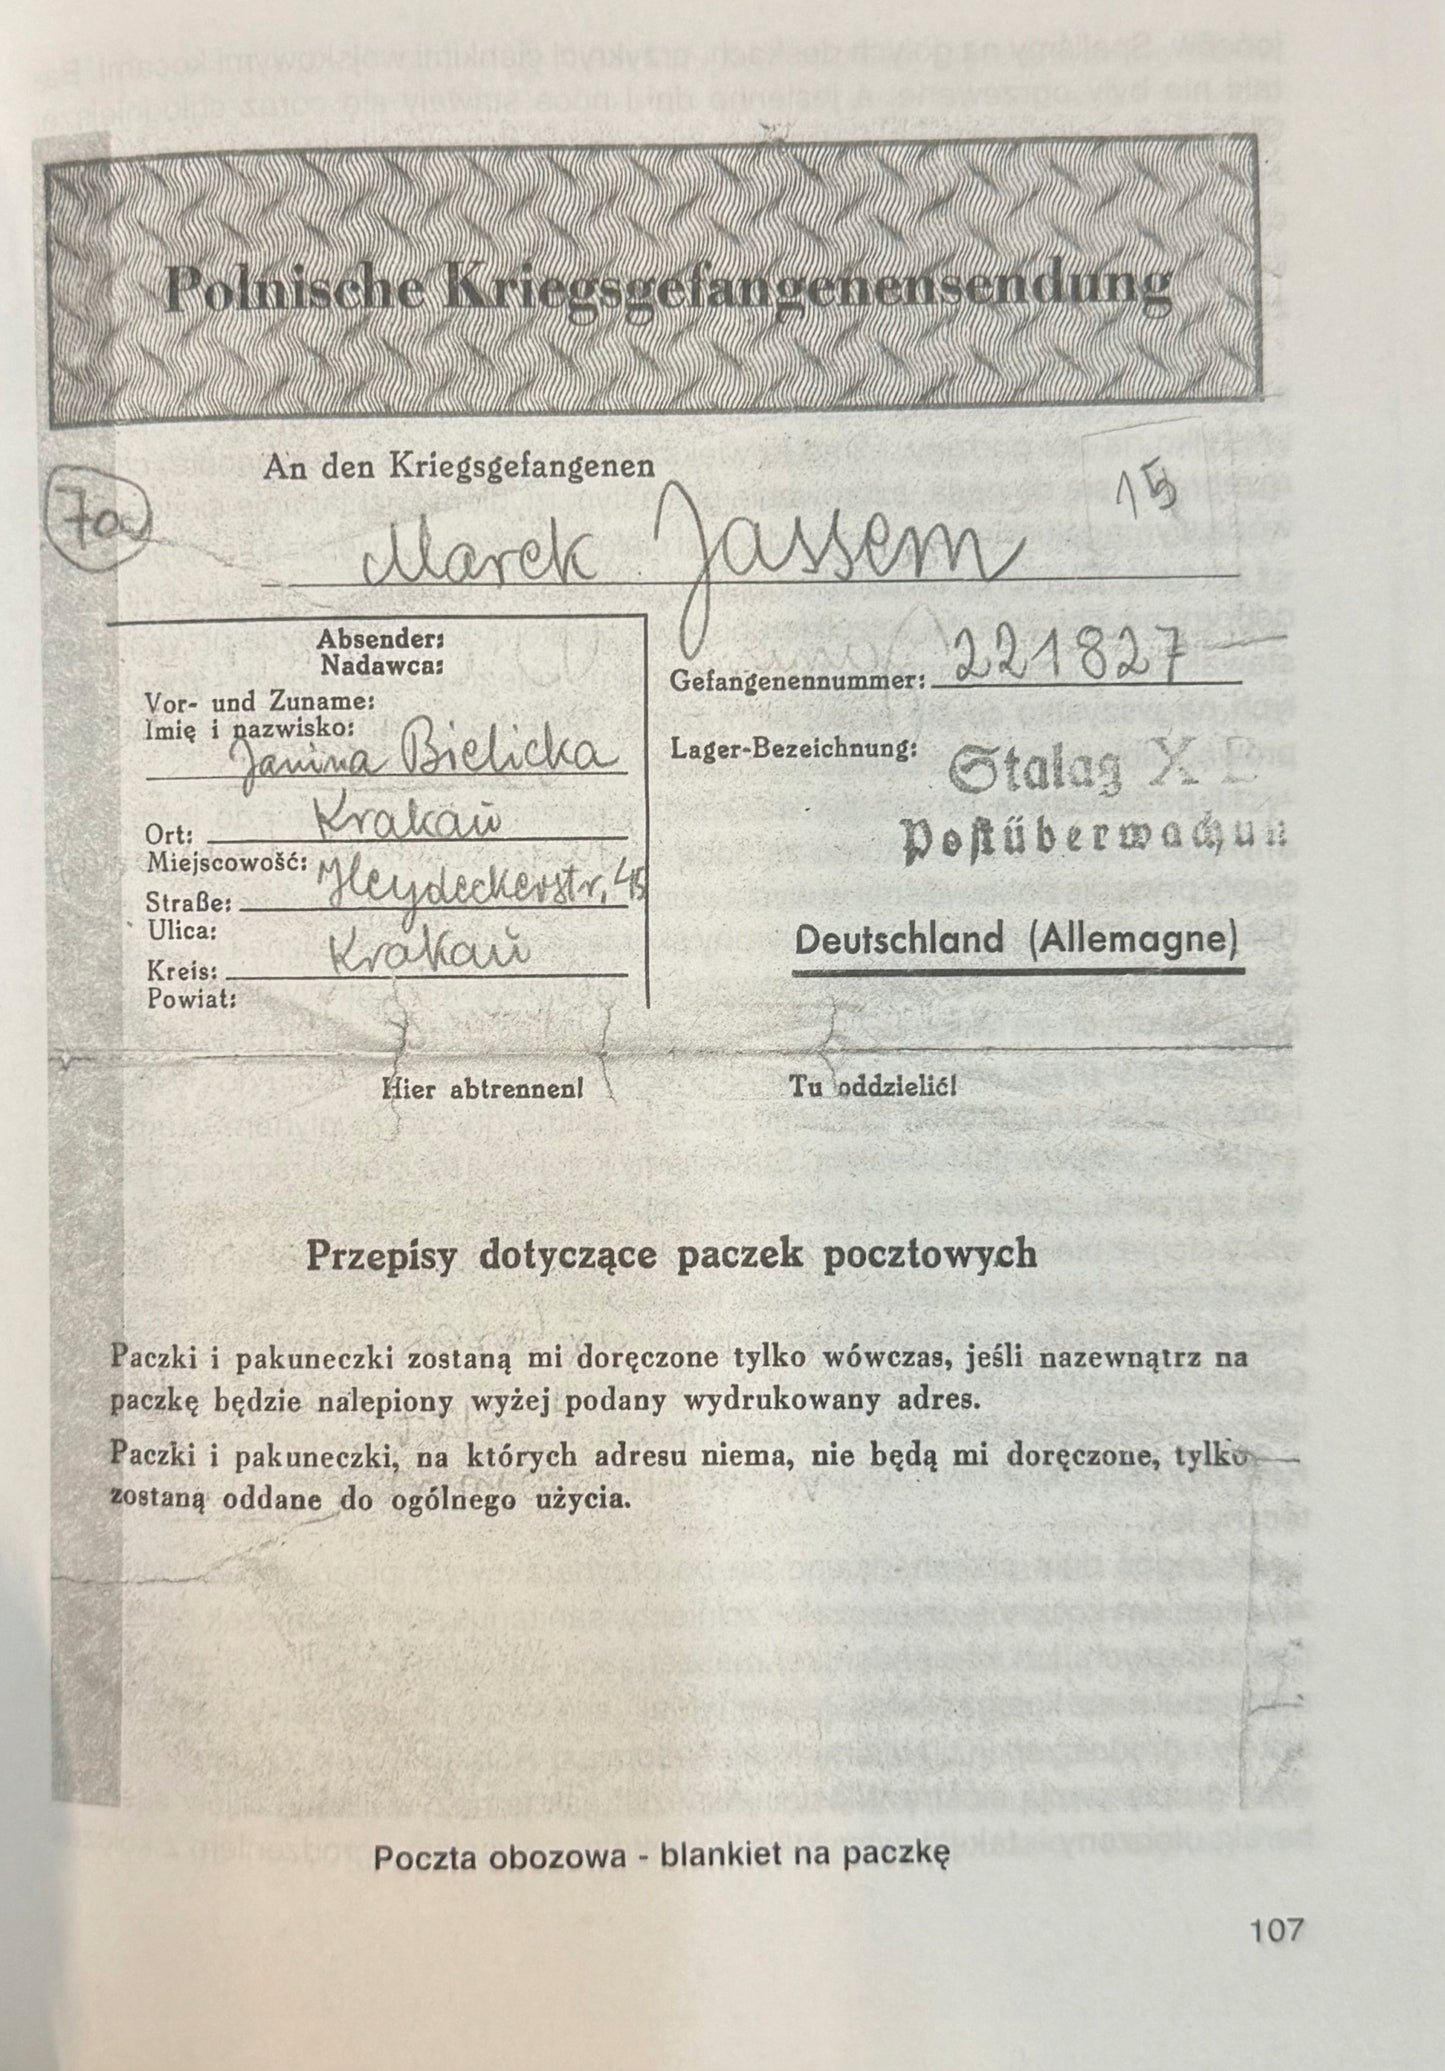 Polnische Kriegsgefangenensendung
An den Kriegsgefangenen
15
7a
Marek Jassem
Absender:
Nadawca:
Vor- und Zuname:
Imię i nazwisko:
Janina Bielicka
Krakau
Ort:
Miejscowość:
Heydeckerstr. 45
Straße:
Ulica:
Krakau
Kreis:
Powiat:
Gefangenennummer: 221827
Lager-Bezeichnung: Stalag X
Postüberwachun
Deutschland (Allemagne)
Hier abtrennen! Tu oddzielić!
Przepisy dotyczące paczek pocztowych
Paczki i pakuneczki zostaną mi doręczone tylko wówczas, jeśli nazewnątrz na
paczkę będzie nalepiony wyżej podany wydrukowany adres.
Paczki i pakuneczki, na których adresu niema, nie będą mi doręczone, tylko
zostaną oddane do ogólnego użycia.
Poczta obozowa - blankiet na paczkę
107